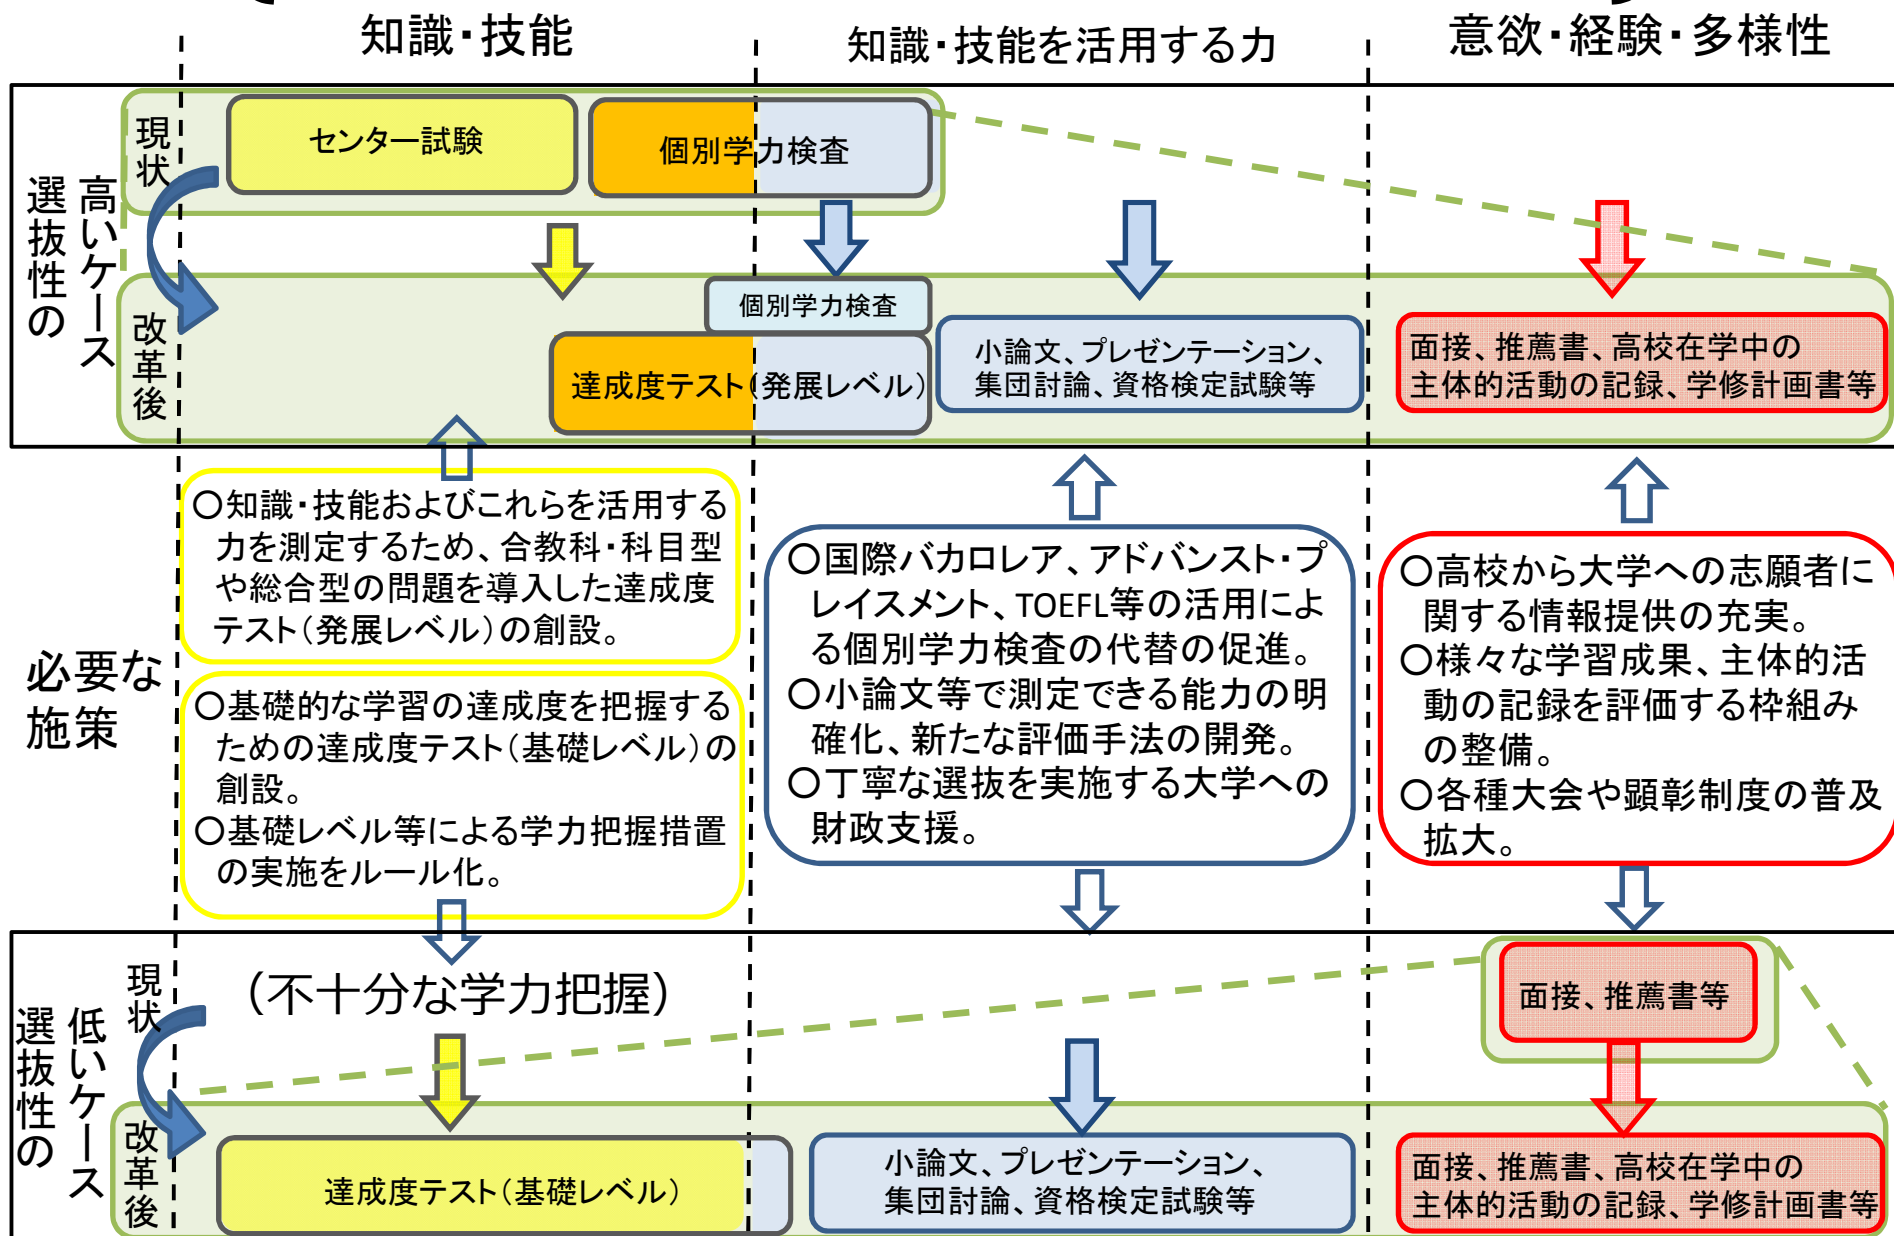 知識・技能
知識・技能を活用する力
意欲・経験・多様性
選抜性の
高いケース
現状
センター試験
個別学力検査
改革後
個別学力検査
達成度テスト(発展レベル)
小論文、プレゼンテーション、
集団討論、資格検定試験等
面接、推薦書、高校在学中の
主体的活動の記録、学修計画書等
必要な
施策
○知識・技能およびこれらを活用する
力を測定するため、合教科・科目型
や総合型の問題を導入した達成度
テスト(発展レベル)の創設。
○基礎的な学習の達成度を把握する
ための達成度テスト(基礎レベル)の
創設。
○基礎レベル等による学力把握措置
の実施をルール化。
○国際バカロレア、アドバンスト・プ
レイスメント、TOEFL等の活用によ
る個別学力検査の代替の促進。
○小論文等で測定できる能力の明
確化、新たな評価手法の開発。
○丁寧な選抜を実施する大学への
財政支援。
○高校から大学への志願者に
関する情報提供の充実。
○様々な学習成果、主体的活
動の記録を評価する枠組み
の整備。
○各種大会や顕彰制度の普及
拡大。
選抜性の
低いケース
現状
(不十分な学力把握)
面接、推薦書等
改革後
達成度テスト(基礎レベル)
小論文、プレゼンテーション、
集団討論、資格検定試験等
面接、推薦書、高校在学中の
主体的活動の記録、学修計画書等